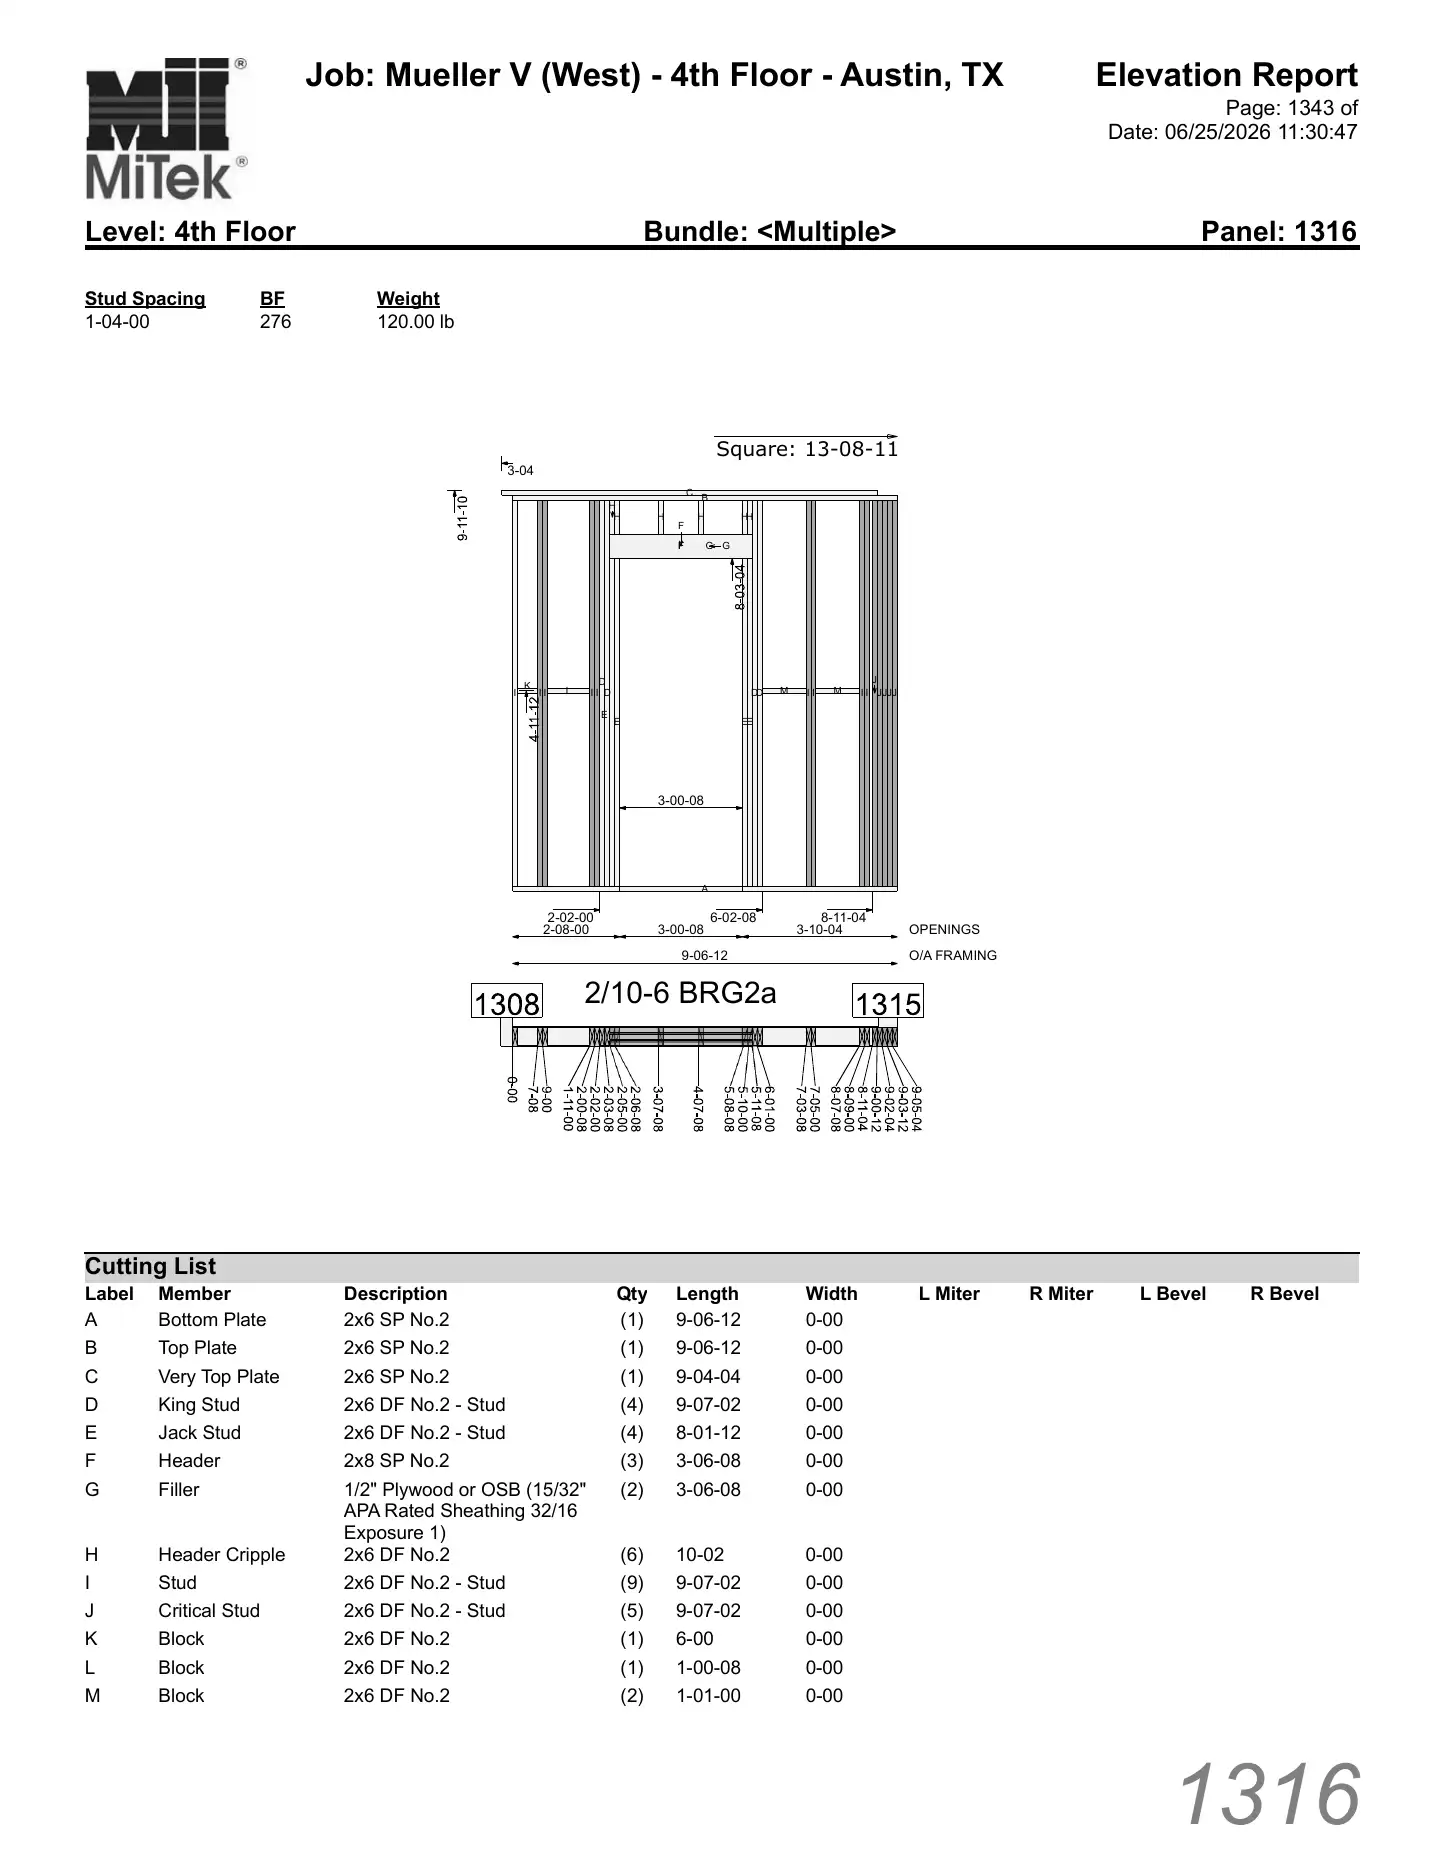 Job: Mueller V (West) - 4th Floor - Austin, TX
Elevation Report
Page: 1343 of
Date: 06/25/2026 11:30:47
MiTek
Level: 4th Floor Bundle: <Multiple> Panel: 1316
Stud Spacing BF Weight
1-04-00 276 120.00 lb
Square: 13-08-11
3-04
9-11-10
C
B
F
G G
8-03-04
K
M M
J
D
E
E
4-11-12
3-00-08
A
2-02-00 6-02-08 8-11-04
2-08-00 3-00-08 3-10-04 OPENINGS
9-06-12 O/A FRAMING
1308 2/10-6 BRG2a 1315
0-00
7-08
9-00
1-11-00
2-00-08
2-02-00
2-03-08
2-05-00
2-06-08
3-07-08
4-07-08
5-08-08
5-10-00
5-11-08
6-01-00
7-03-08
7-05-00
8-07-08
8-09-00
8-11-04
9-00-12
9-02-04
9-03-12
9-05-04
Cutting List
Label Member Description Qty Length Width L Miter R Miter L Bevel R Bevel
A Bottom Plate 2x6 SP No.2 (1) 9-06-12 0-00
B Top Plate 2x6 SP No.2 (1) 9-06-12 0-00
C Very Top Plate 2x6 SP No.2 (1) 9-04-04 0-00
D King Stud 2x6 DF No.2 - Stud (4) 9-07-02 0-00
E Jack Stud 2x6 DF No.2 - Stud (4) 8-01-12 0-00
F Header 2x8 SP No.2 (3) 3-06-08 0-00
G Filler 1/2" Plywood or OSB (15/32" (2) 3-06-08 0-00
APA Rated Sheathing 32/16
Exposure 1)
H Header Cripple 2x6 DF No.2 (6) 10-02 0-00
I Stud 2x6 DF No.2 - Stud (9) 9-07-02 0-00
J Critical Stud 2x6 DF No.2 - Stud (5) 9-07-02 0-00
K Block 2x6 DF No.2 (1) 6-00 0-00
L Block 2x6 DF No.2 (1) 1-00-08 0-00
M Block 2x6 DF No.2 (2) 1-01-00 0-00
1316